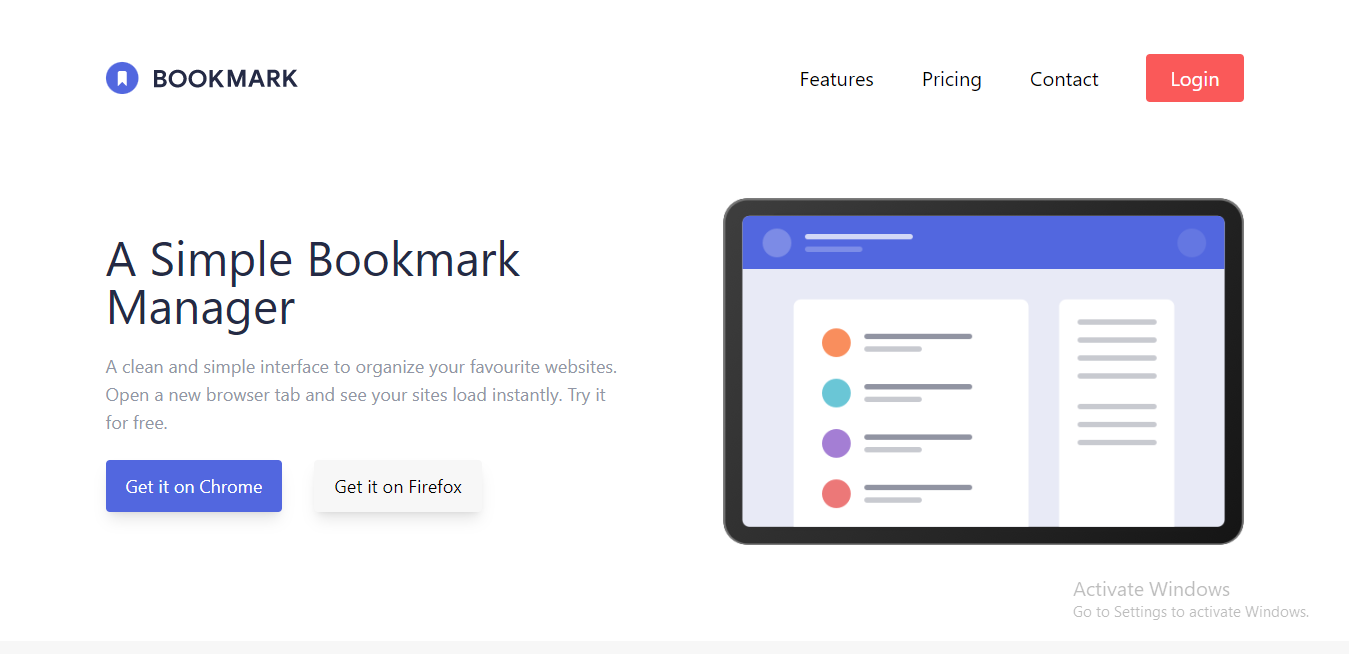 BOOKMARK
Features
Pricing
Contact
Login
A Simple Bookmark
Manager
A clean and simple interface to organize your favourite websites.
Open a new browser tab and see your sites load instantly. Try it
for free.
Get it on Chrome
Get it on Firefox
Activate Windows
Go to Settings to activate Windows.